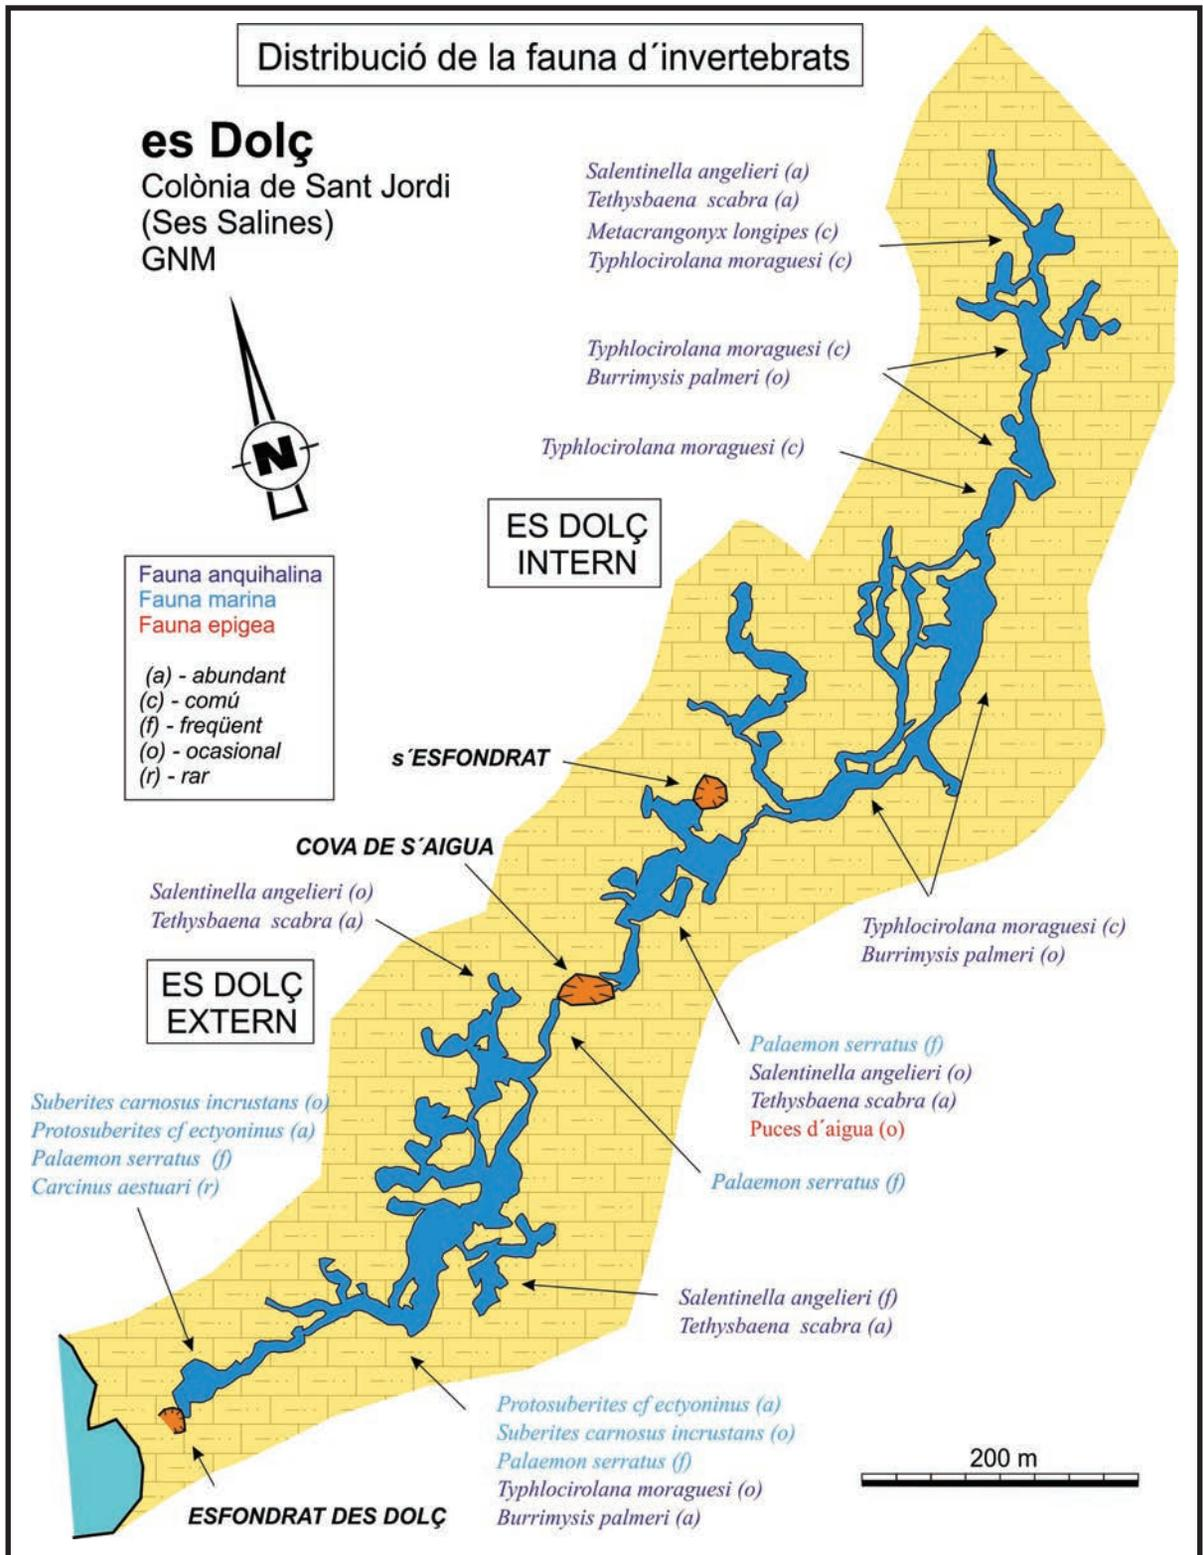 Distribució de la fauna d´invertebrats
es Dolç
Colònia de Sant Jordi
(Ses Salines)
GNM
N
Salentinella angelieri (a)
Tethysbaena scabra (a)
Metacrangonyx longipes (c)
Typhlocirolana moraguesi (c)
Typhlocirolana moraguesi (c)
Burrimysis palmeri (o)
Typhlocirolana moraguesi (c)
ES DOLÇ
INTERN
Fauna anquihalina
Fauna marina
Fauna epigea
(a) - abundant
(c) - comú
(f) - freqüent
(o) - ocasional
(r) - rar
s´ESFONDRAT
COVA DE S´AIGUA
Salentinella angelieri (o)
Tethysbaena scabra (a)
Typhlocirolana moraguesi (c)
Burrimysis palmeri (o)
ES DOLÇ
EXTERN
Palaemon serratus (f)
Salentinella angelieri (o)
Tethysbaena scabra (a)
Puces d´aigua (o)
Suberites carnosus incrustans (o)
Protosuberites cf ectyoninus (a)
Palaemon serratus (f)
Carcinus aestuari (r)
Palaemon serratus (f)
Salentinella angelieri (f)
Tethysbaena scabra (a)
Protosuberites cf ectyoninus (a)
Suberites carnosus incrustans (o)
Palaemon serratus (f)
Typhlocirolana moraguesi (o)
Burrimysis palmeri (a)
ESFONDRAT DES DOLÇ
200 m